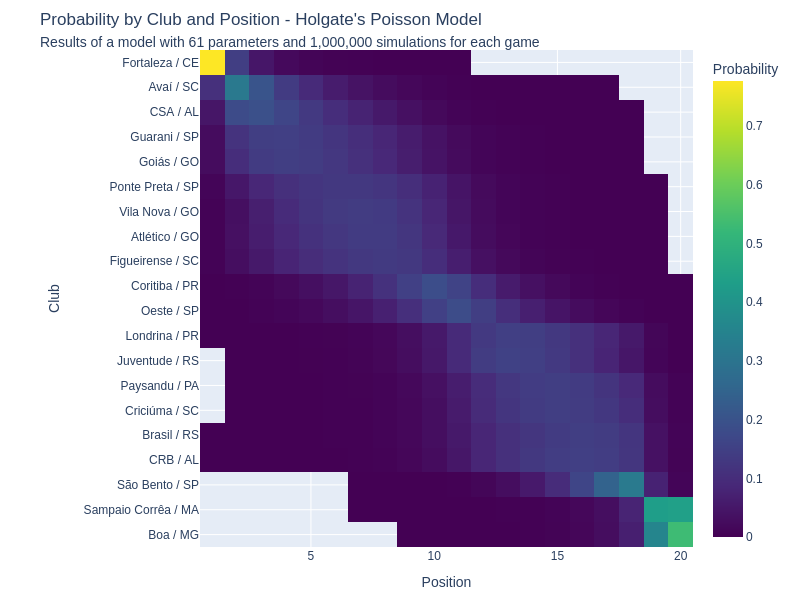 Probability by Club and Position - Holgate's Poisson Model
Results of a model with 61 parameters and 1,000,000 simulations for each game
Fortaleza / CE
Avaí / SC
CSA / AL
Guarani / SP
Goiás / GO
Ponte Preta / SP
Vila Nova / GO
Atlético / GO
Figueirense / SC
Coritiba / PR
Oeste / SP
Londrina / PR
Juventude / RS
Paysandu / PA
Criciúma / SC
Brasil / RS
CRB / AL
São Bento / SP
Sampaio Corrêa / MA
Boa / MG
Club
5
10
15
20
Position
Probability
0.7
0.6
0.5
0.4
0.3
0.2
0.1
0